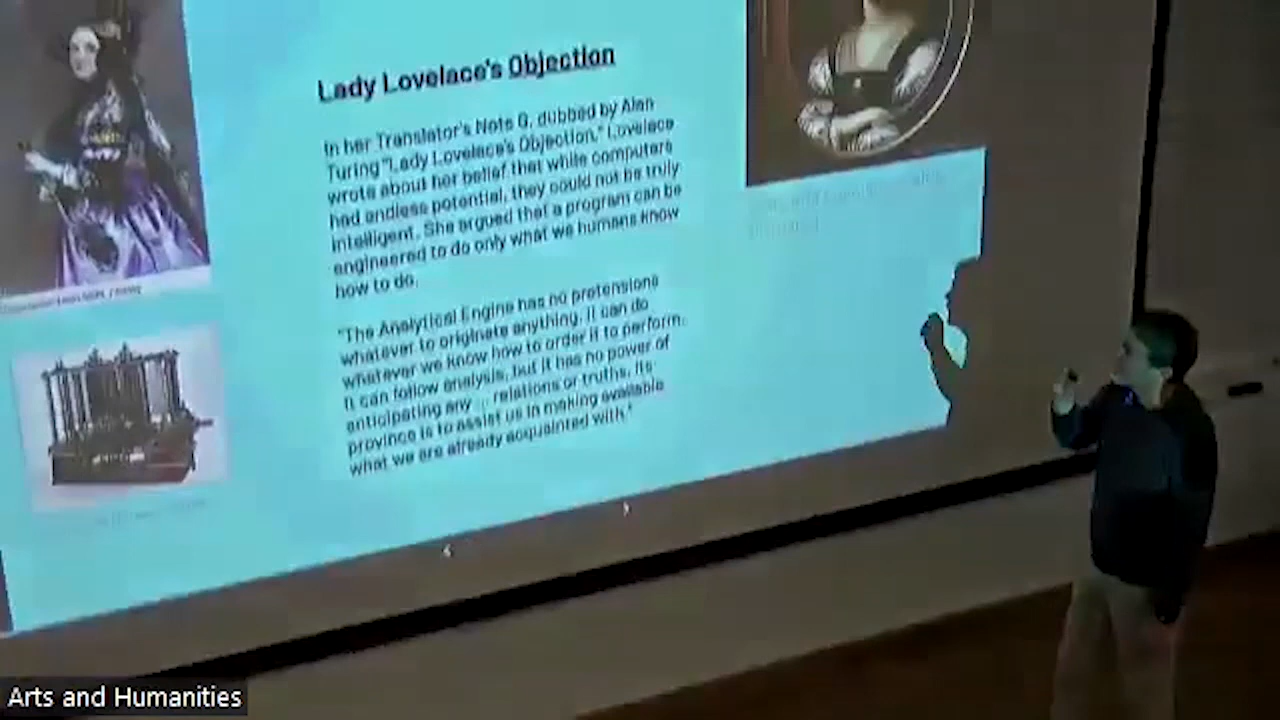 Lady Lovelace's Objection
In her Translator's Note G, dubbed by Alan
Turing "Lady Lovelace's Objection," Lovelace
wrote about her belief that while computers
had endless potential, they could not be truly
intelligent. She argued that a program can be
engineered to do only what we humans know
how to do.
"The Analytical Engine has no pretensions
whatever to originate anything. It can do
whatever we know how to order it to perform.
It can follow analysis, but it has no power of
anticipating any ... relations or truths. Its
province is to assist us in making available
what we are already acquainted with."
Arts and Humanities